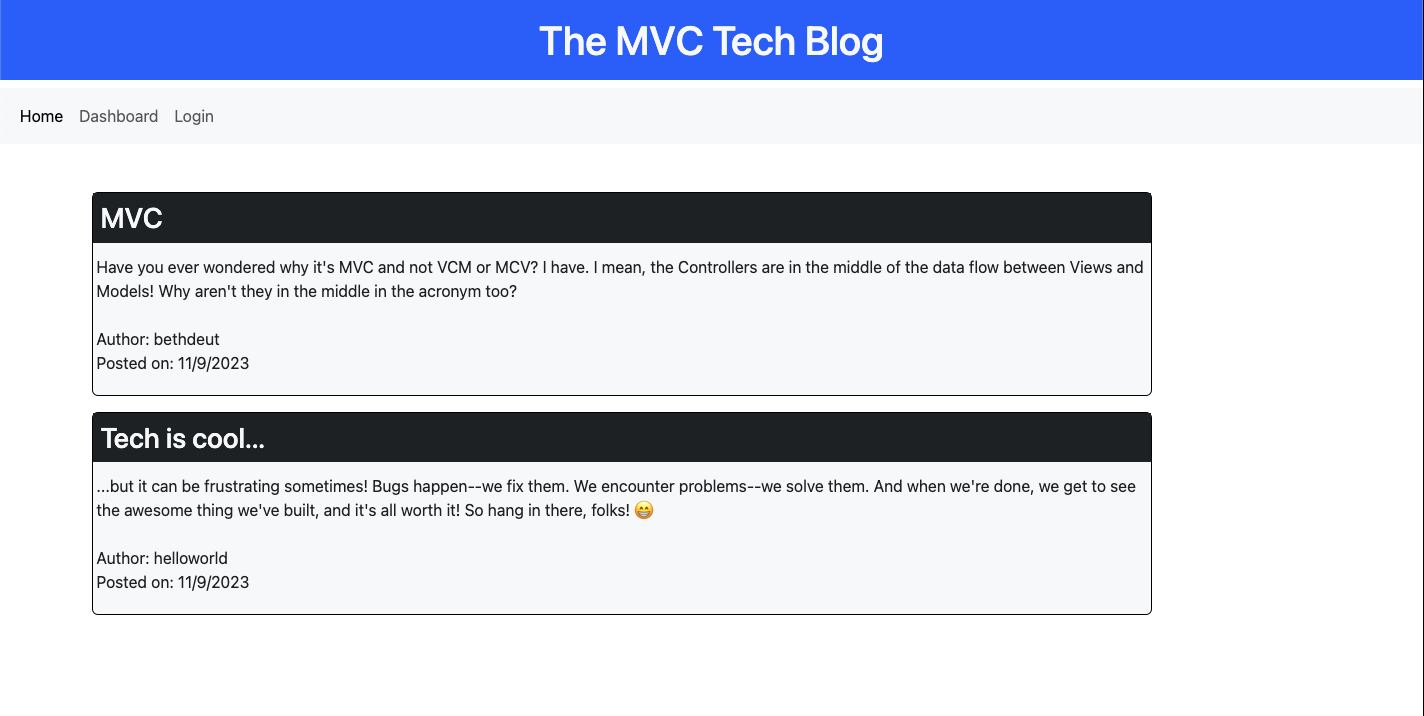 The MVC Tech Blog
Home Dashboard Login
MVC
Have you ever wondered why it's MVC and not VCM or MCV? I have. I mean, the Controllers are in the middle of the data flow between Views and
Models! Why aren't they in the middle in the acronym too?
Author: bethdeut
Posted on: 11/9/2023
Tech is cool...
...but it can be frustrating sometimes! Bugs happen--we fix them. We encounter problems--we solve them. And when we're done, we get to see
the awesome thing we've built, and it's all worth it! So hang in there, folks! 😁
Author: helloworld
Posted on: 11/9/2023